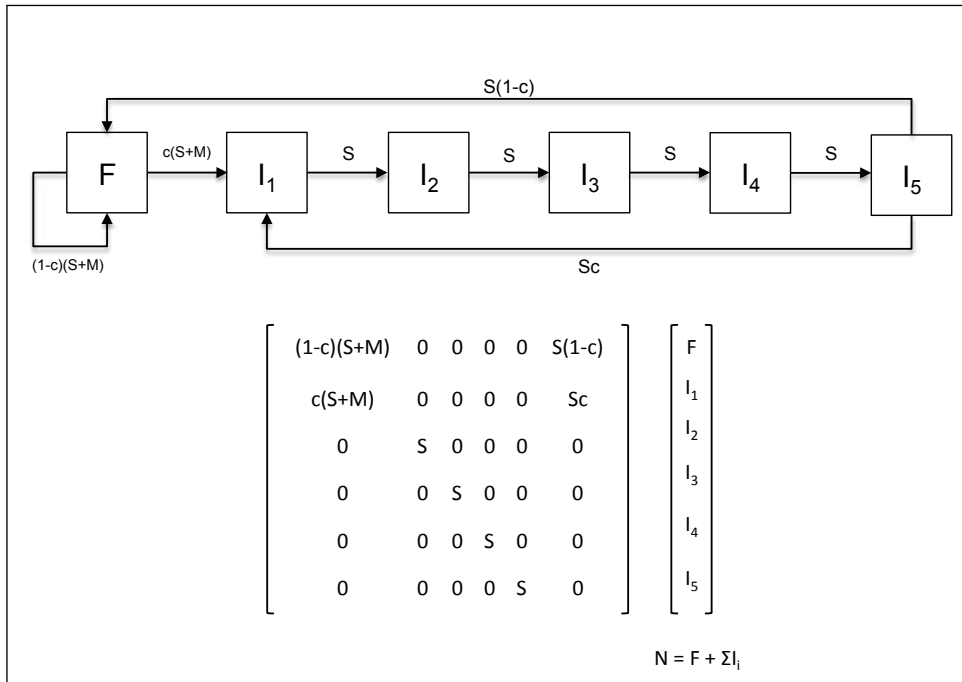 S(1-c)
F c(S+M) I₁ S I₂ S I₃ S I₄ S I₅
(1-c)(S+M)
Sc
(1-c)(S+M) 0 0 0 0 S(1-c) F
c(S+M) 0 0 0 0 Sc I₁
0 S 0 0 0 0 I₂
0 0 S 0 0 0 I₃
0 0 0 S 0 0 I₄
0 0 0 0 S 0 I₅
N = F + ΣIᵢ